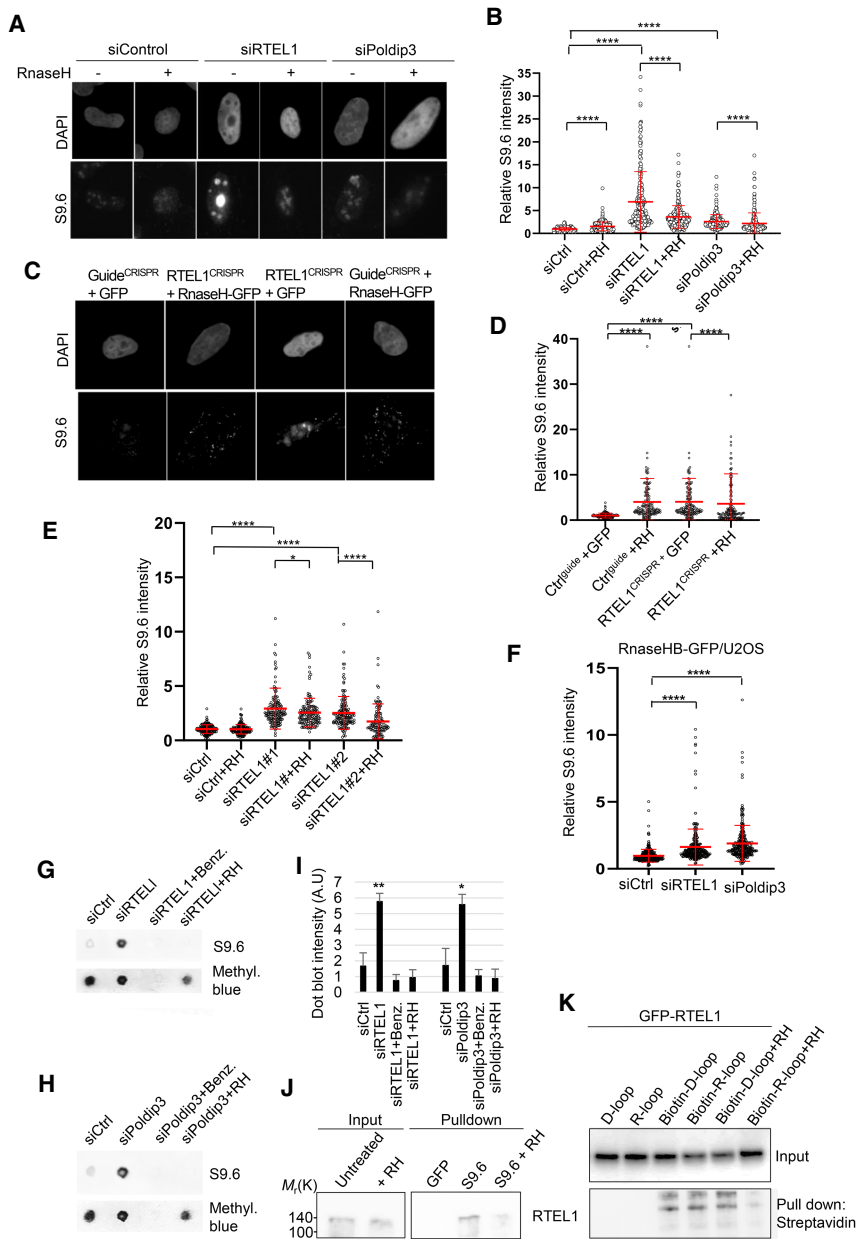 A
siControl siRTEL1 siPoldip3
RnaseH - + - + - +
DAPI
S9.6
B
Relative S9.6 intensity
35
30
25
20
15
10
5
0
**** **** **** **** ****
siCtrl
siCtrl+RH
siRTEL1
siRTEL1+RH
siPoldip3
siPoldip3+RH
C
GuideCRISPR + GFP
RTEL1CRISPR + RnaseH-GFP
RTEL1CRISPR + GFP
GuideCRISPR + RnaseH-GFP
DAPI
S9.6
D
Relative S9.6 intensity
40
30
20
10
0
**** **** s. ****
Ctrlguide +GFP
Ctrlguide +RH
RTEL1CRISPR + GFP
RTEL1CRISPR +RH
E
Relative S9.6 intensity
20
15
10
5
0
**** **** * ****
siCtrl
siCtrl+RH
siRTEL1#1
siRTEL1#+RH
siRTEL1#2
siRTEL1#2+RH
F
RnaseHB-GFP/U2OS
Relative S9.6 intensity
15
10
5
0
**** ****
siCtrl siRTEL1 siPoldip3
G
siCtrl
siRTELI
siRTEL1+Benz.
siRTELI+RH
S9.6
Methyl.
blue
H
siCtrl
siPoldip3
siPoldip3+Benz.
siPoldip3+RH
S9.6
Methyl.
blue
I
Dot blot intensity (A.U)
7
6
5
4
3
2
1
0
** *
siCtrl
siRTEL1
siRTEL1+Benz.
siRTEL1+RH
siCtrl
siPoldip3
siPoldip3+Benz.
siPoldip3+RH
J
Input Pulldown
Mr(K)
Untreated
+ RH
GFP
S9.6
S9.6 + RH
140
100
RTEL1
K
GFP-RTEL1
D-loop
R-loop
Biotin-D-loop
Biotin-R-loop
Biotin-D-loop+RH
Biotin-R-loop+RH
Input
Pull down:
Streptavidin